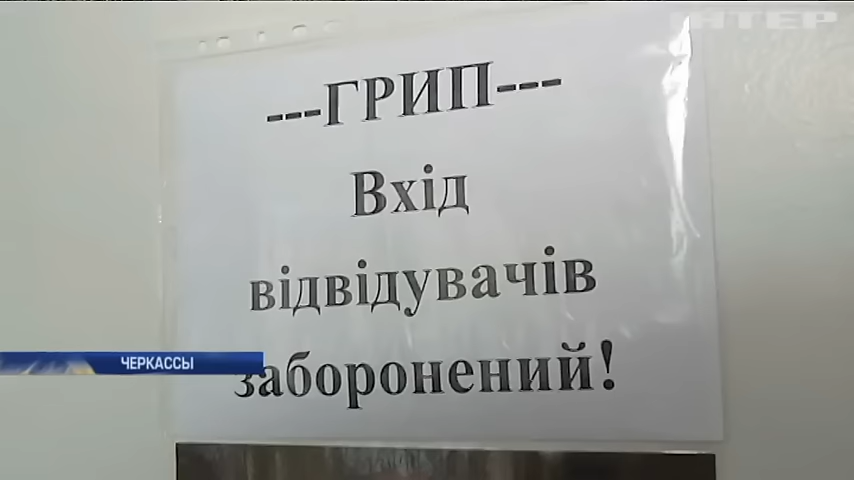 ІНТЕР
---ГРИП---
Вхід
відвідувачів
заборонений!
ЧЕРКАССЫ